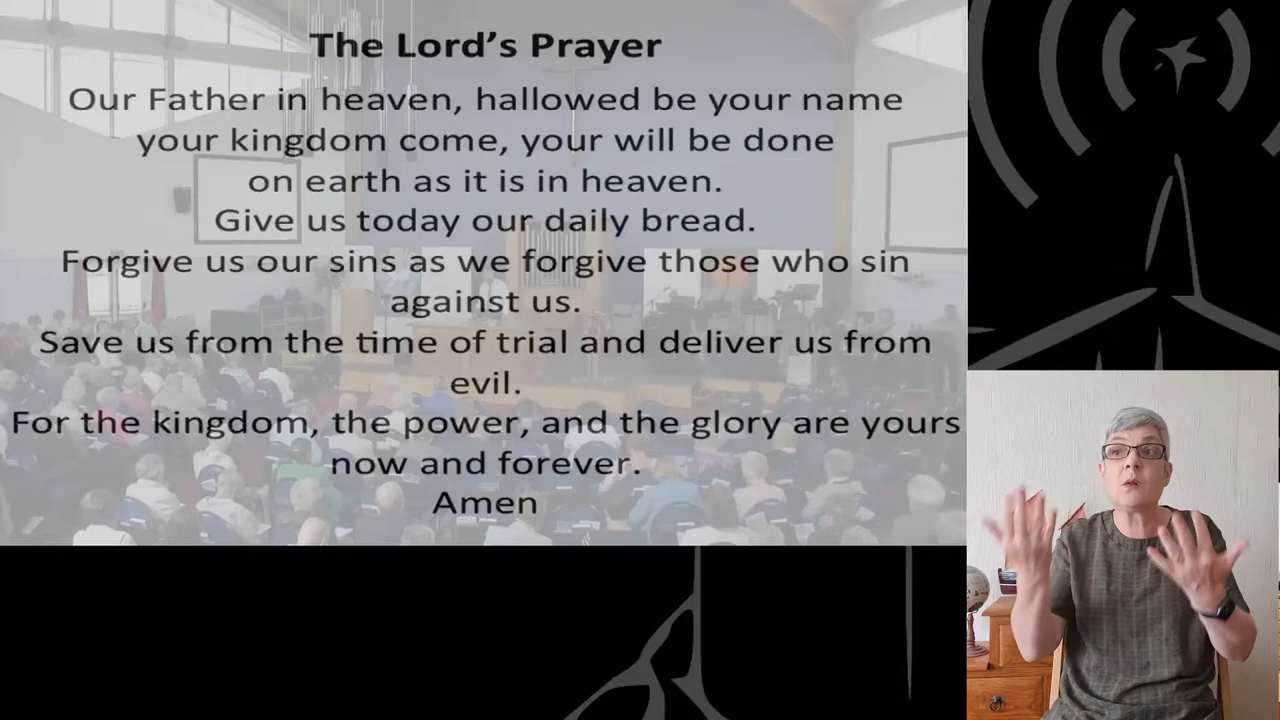 The Lord's Prayer
Our Father in heaven, hallowed be your name
your kingdom come, your will be done
on earth as it is in heaven.
Give us today our daily bread.
Forgive us our sins as we forgive those who sin
against us.
Save us from the time of trial and deliver us from
evil.
For the kingdom, the power, and the glory are yours
now and forever.
Amen